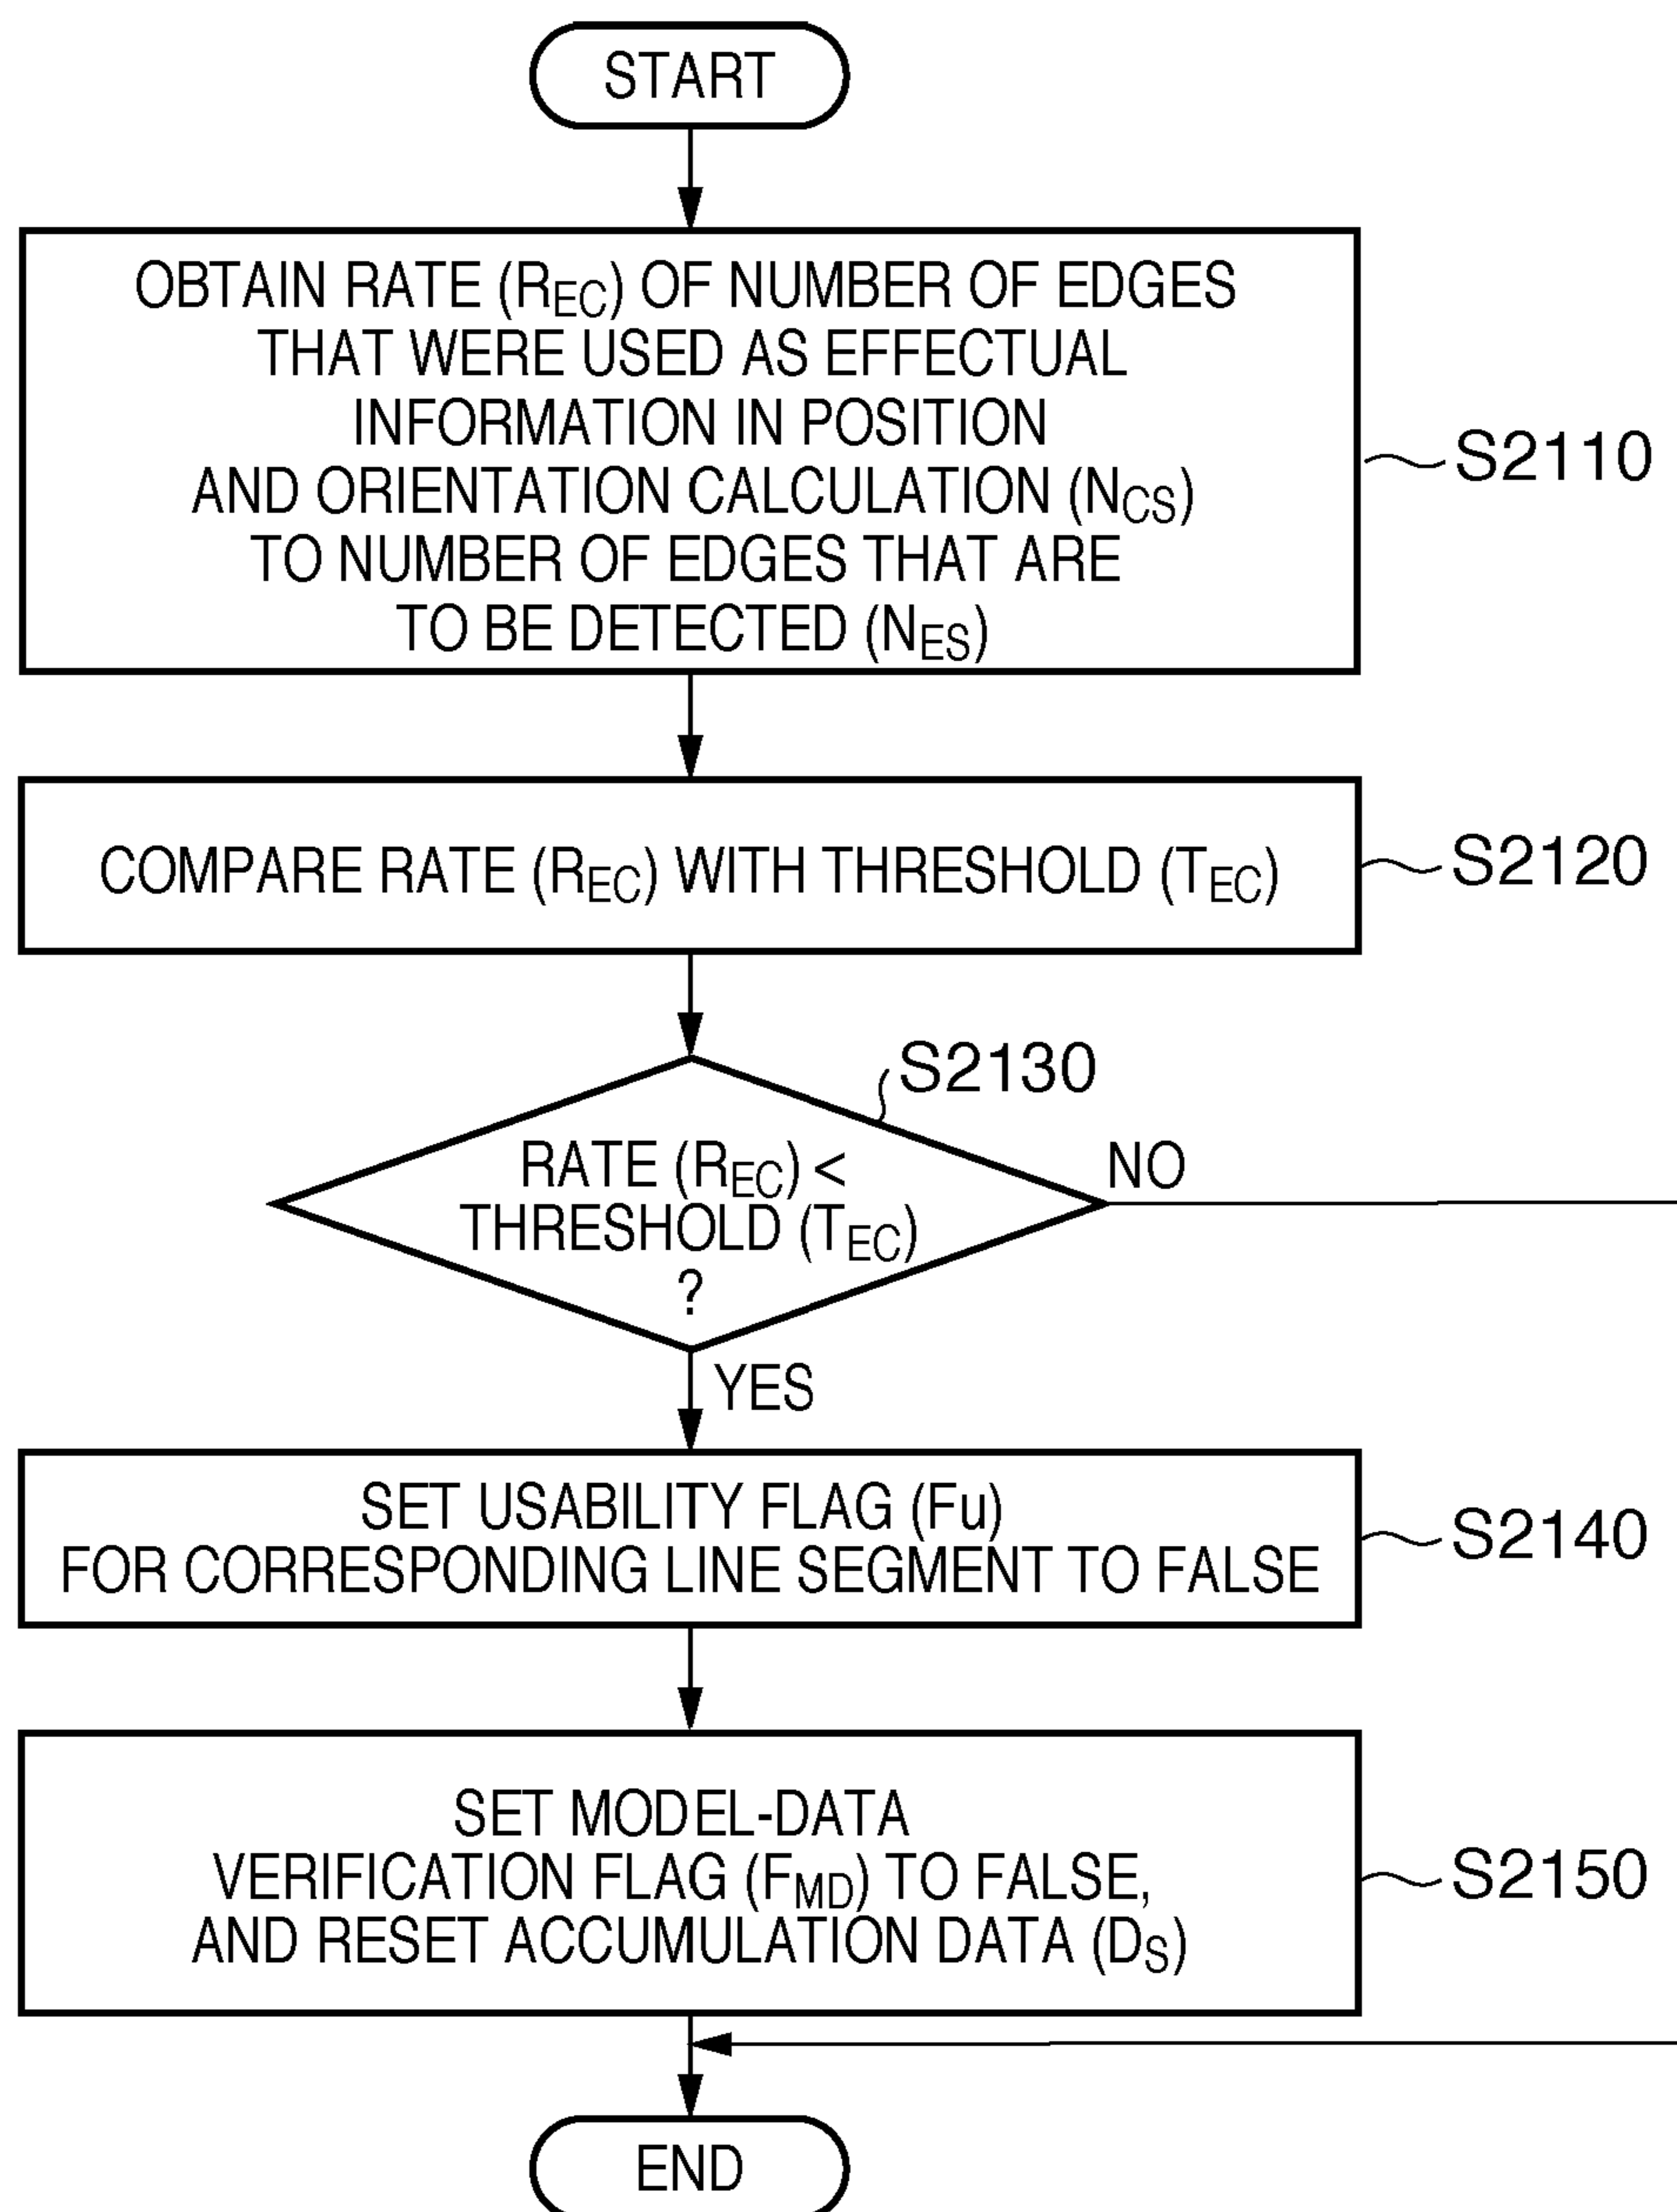 START
OBTAIN RATE (REC) OF NUMBER OF EDGES
THAT WERE USED AS EFFECTUAL
INFORMATION IN POSITION
AND ORIENTATION CALCULATION (NCS)
TO NUMBER OF EDGES THAT ARE
TO BE DETECTED (NES)
S2110
COMPARE RATE (REC) WITH THRESHOLD (TEC)
S2120
S2130
RATE (REC) <
THRESHOLD (TEC)
?
NO
YES
SET USABILITY FLAG (Fu)
FOR CORRESPONDING LINE SEGMENT TO FALSE
S2140
SET MODEL-DATA
VERIFICATION FLAG (FMD) TO FALSE,
AND RESET ACCUMULATION DATA (DS)
S2150
END